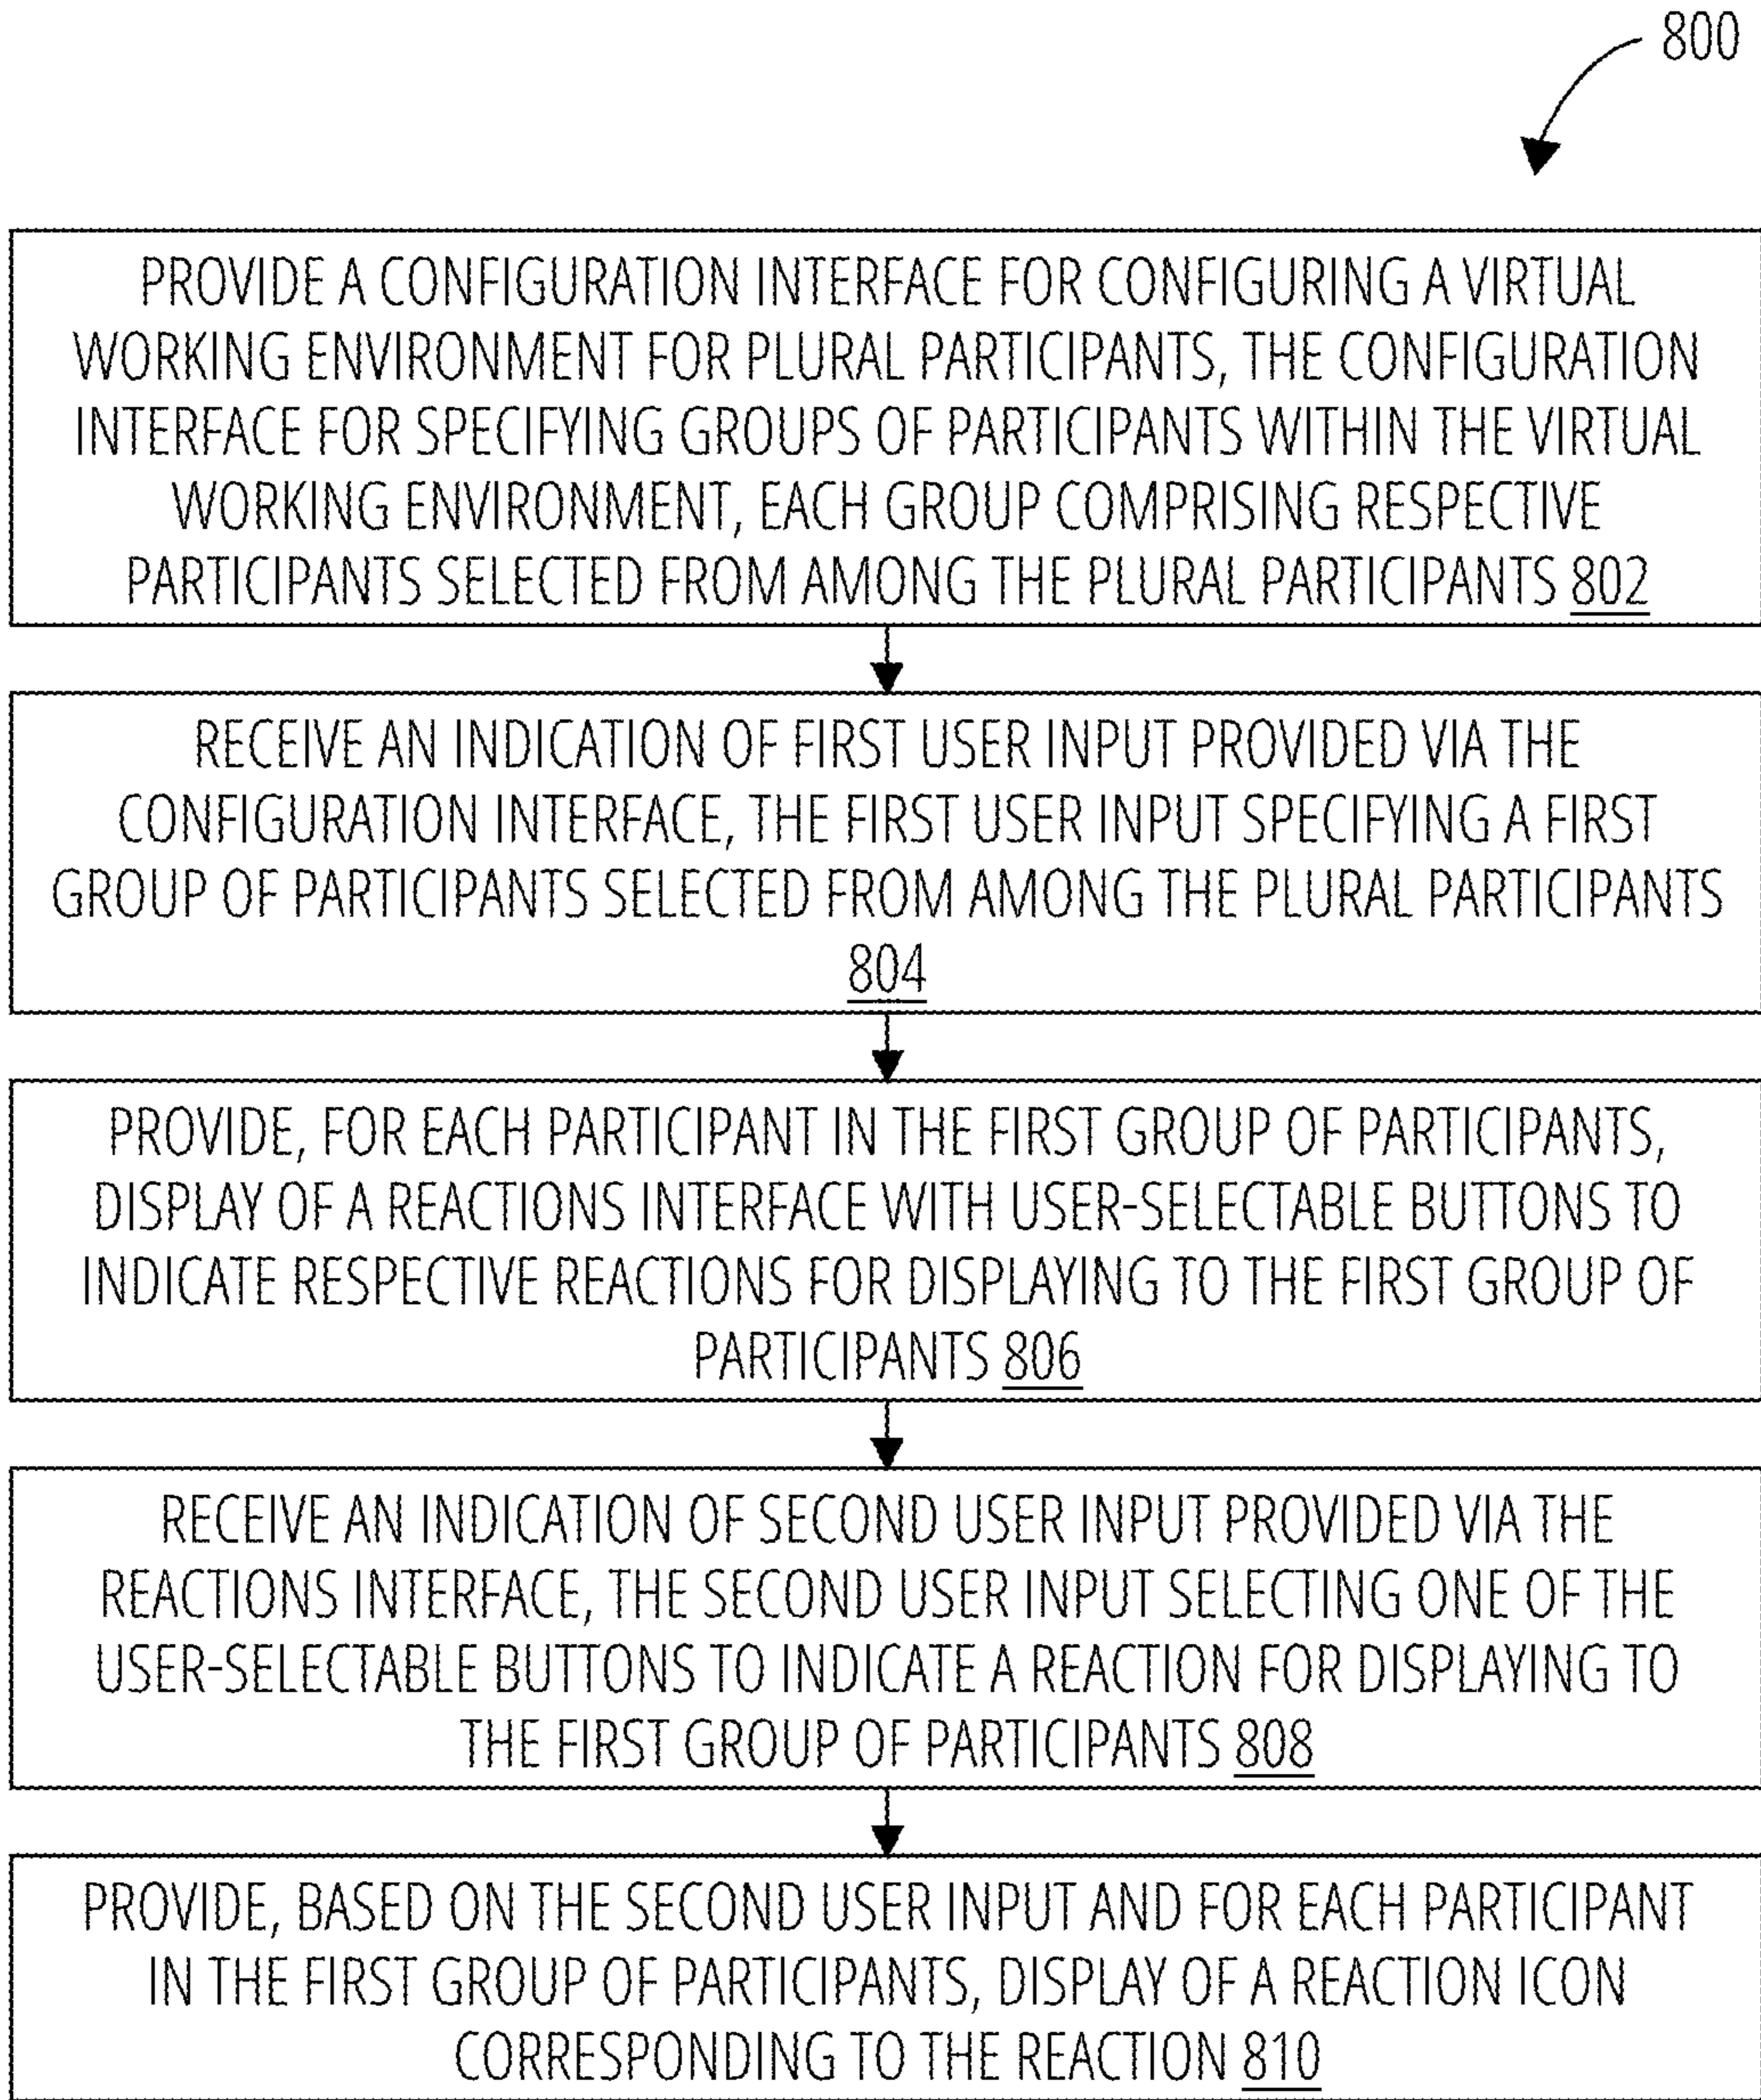 800
PROVIDE A CONFIGURATION INTERFACE FOR CONFIGURING A VIRTUAL
WORKING ENVIRONMENT FOR PLURAL PARTICIPANTS, THE CONFIGURATION
INTERFACE FOR SPECIFYING GROUPS OF PARTICIPANTS WITHIN THE VIRTUAL
WORKING ENVIRONMENT, EACH GROUP COMPRISING RESPECTIVE
PARTICIPANTS SELECTED FROM AMONG THE PLURAL PARTICIPANTS 802
RECEIVE AN INDICATION OF FIRST USER INPUT PROVIDED VIA THE
CONFIGURATION INTERFACE, THE FIRST USER INPUT SPECIFYING A FIRST
GROUP OF PARTICIPANTS SELECTED FROM AMONG THE PLURAL PARTICIPANTS
804
PROVIDE, FOR EACH PARTICIPANT IN THE FIRST GROUP OF PARTICIPANTS,
DISPLAY OF A REACTIONS INTERFACE WITH USER-SELECTABLE BUTTONS TO
INDICATE RESPECTIVE REACTIONS FOR DISPLAYING TO THE FIRST GROUP OF
PARTICIPANTS 806
RECEIVE AN INDICATION OF SECOND USER INPUT PROVIDED VIA THE
REACTIONS INTERFACE, THE SECOND USER INPUT SELECTING ONE OF THE
USER-SELECTABLE BUTTONS TO INDICATE A REACTION FOR DISPLAYING TO
THE FIRST GROUP OF PARTICIPANTS 808
PROVIDE, BASED ON THE SECOND USER INPUT AND FOR EACH PARTICIPANT
IN THE FIRST GROUP OF PARTICIPANTS, DISPLAY OF A REACTION ICON
CORRESPONDING TO THE REACTION 810